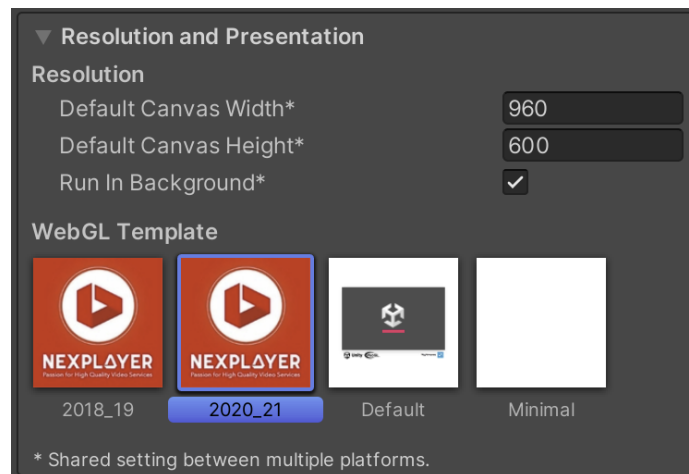 Resolution and Presentation
Resolution
Default Canvas Width*
960
Default Canvas Height*
600
Run In Background*
WebGL Template
NEXPLAYER
Passion for High Quality Video Services
NEXPLAYER
Passion for High Quality Video Services
2018_19
2020_21
Default
Minimal
* Shared setting between multiple platforms.